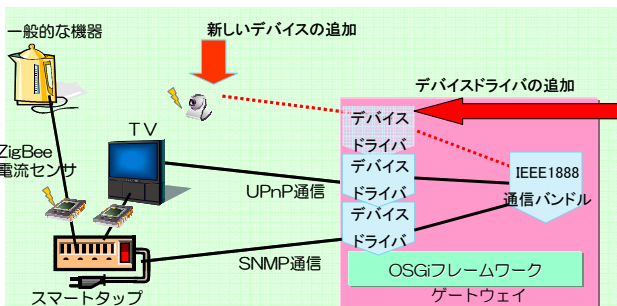 一般的な機器
新しいデバイスの追加
デバイスドライバの追加
TV
ZigBee
電流センサ
デバイス
ドライバ
デバイス
ドライバ
デバイス
ドライバ
IEEE1888
通信バンドル
UPnP通信
SNMP通信
スマートタップ
OSGiフレームワーク
ゲートウェイ